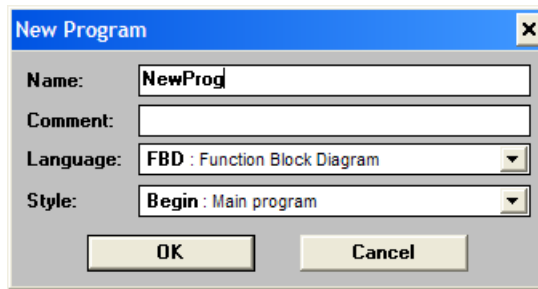 New Program
Name: NewProg
Comment:
Language: FBD : Function Block Diagram
Style: Begin : Main program
OK Cancel